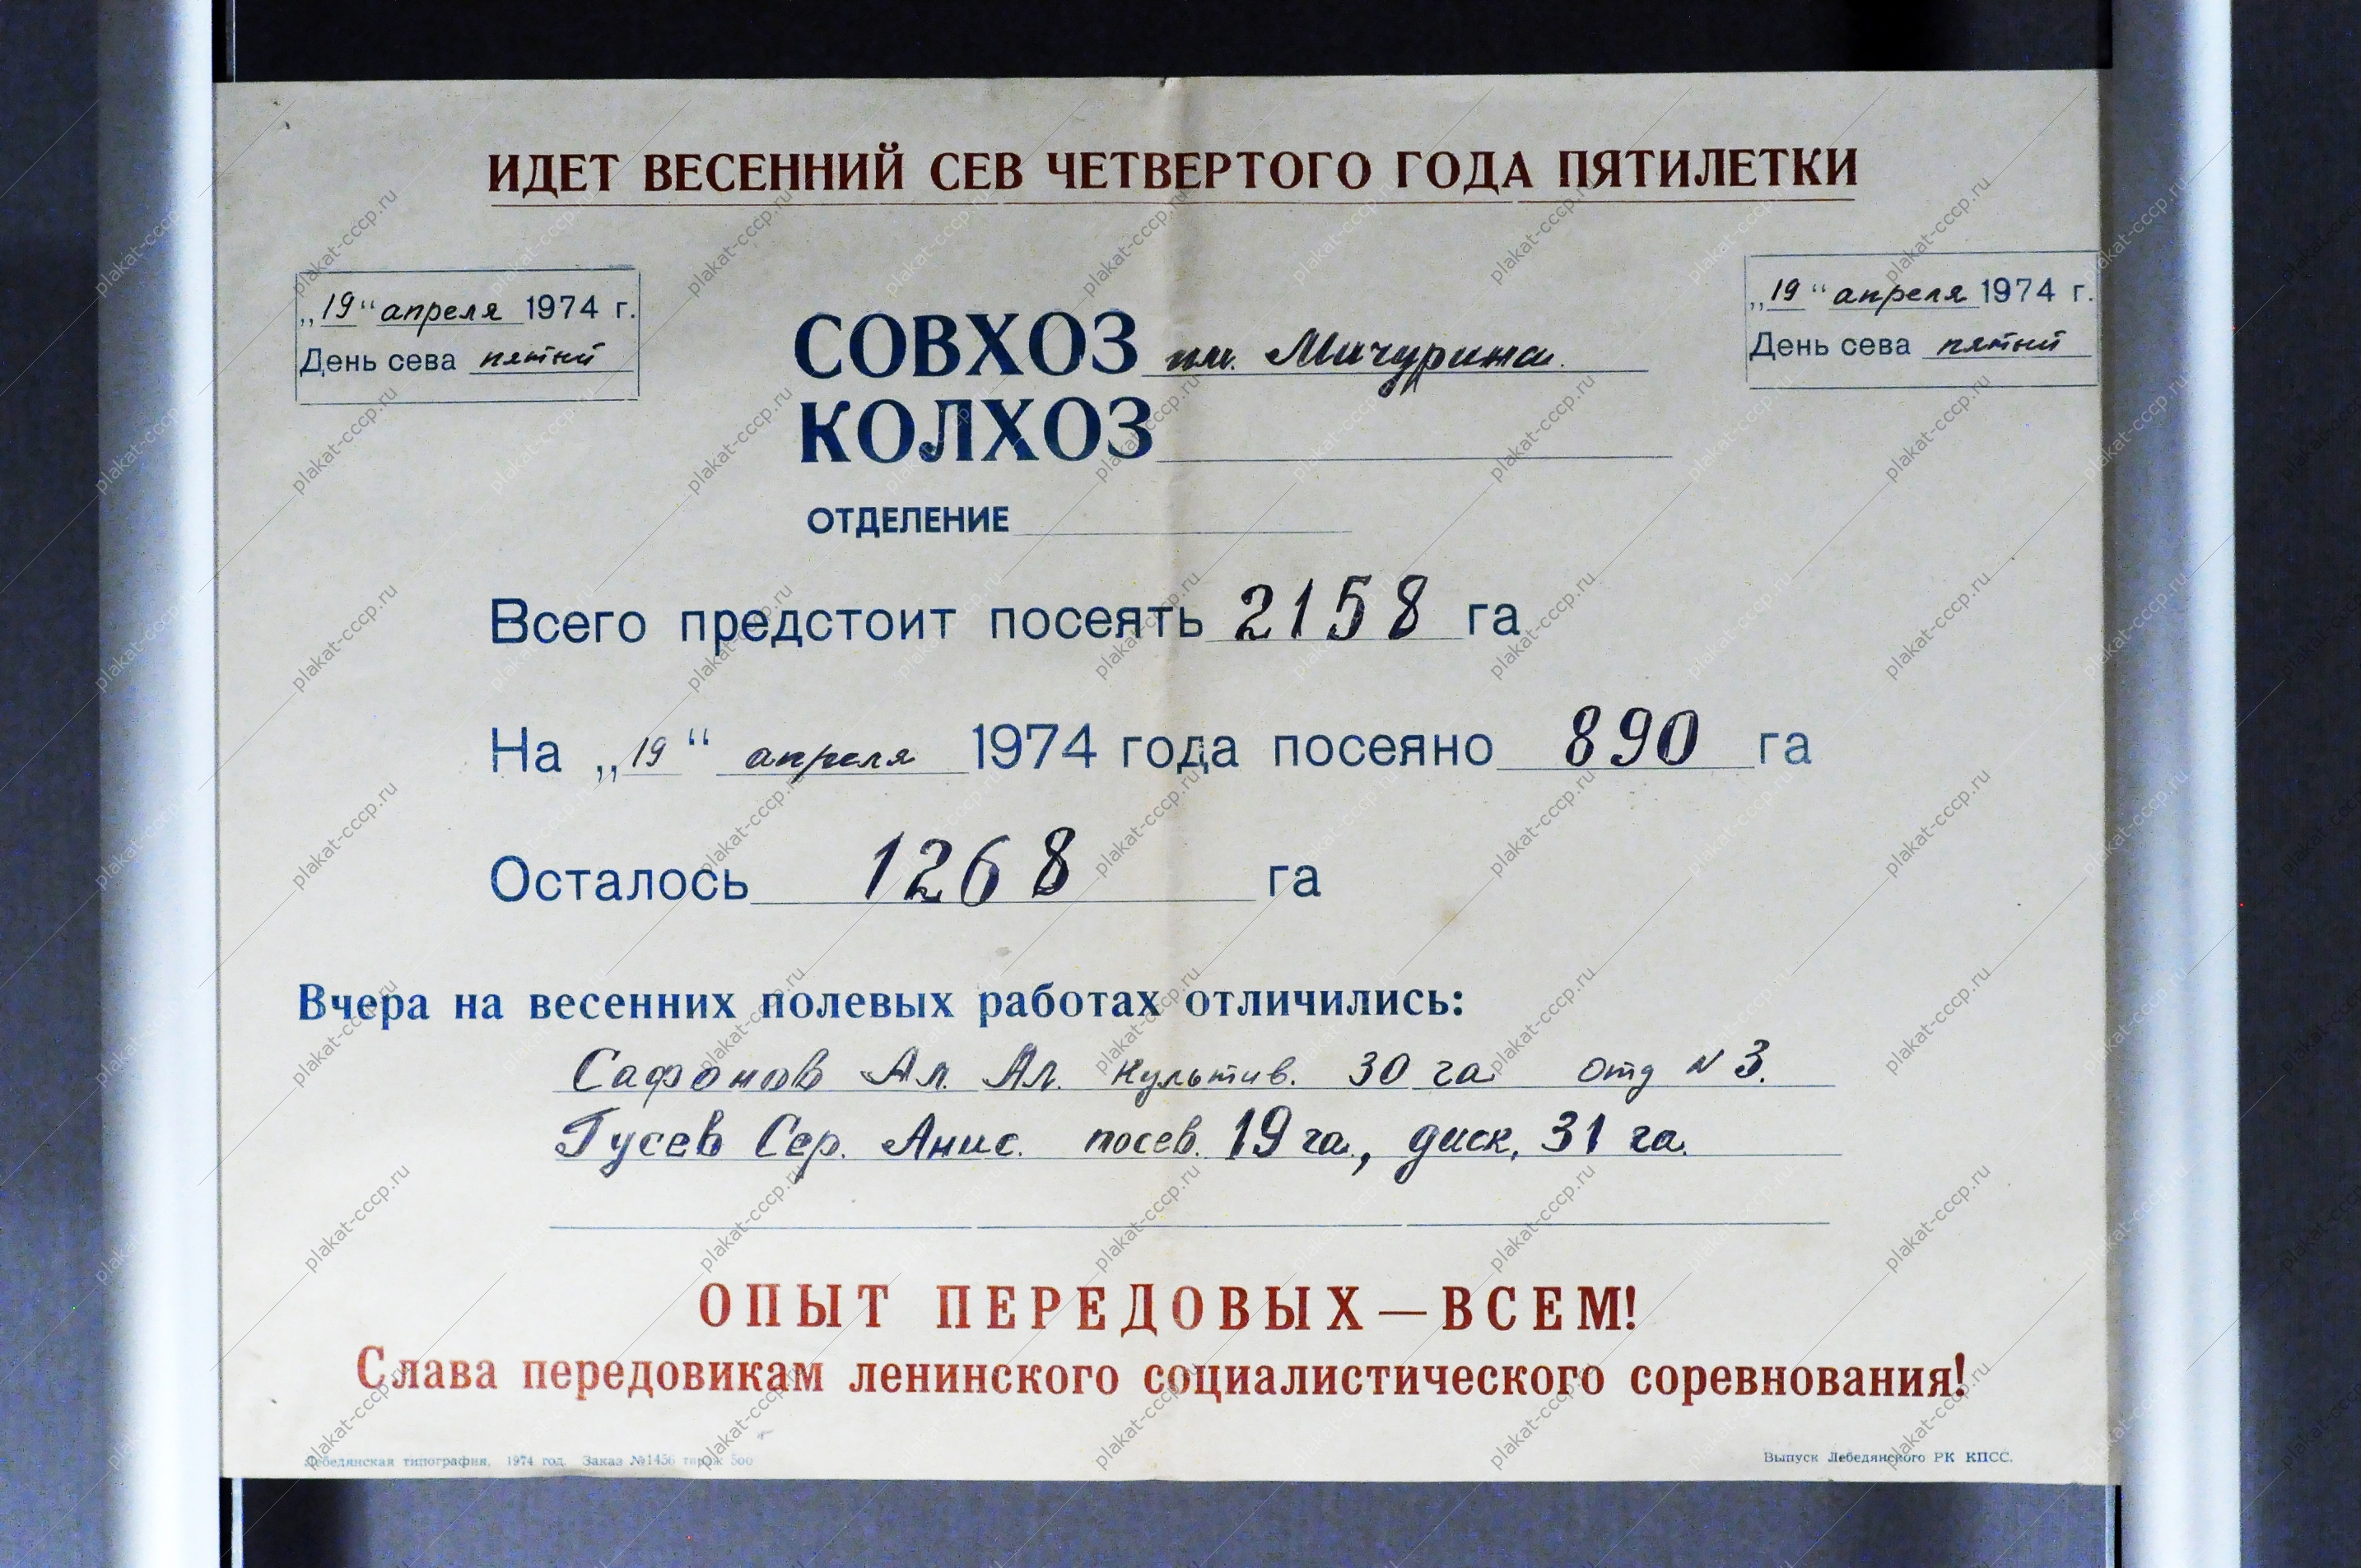 ИДЕТ ВЕСЕННИЙ СЕВ ЧЕТВЕРТОГО ГОДА ПЯТИЛЕТКИ
„19“ апреля 1974 г.
День сева пятый
„19“ апреля 1974 г.
День сева пятый
СОВХОЗ им. Мичурина.
КОЛХОЗ
ОТДЕЛЕНИЕ
Всего предстоит посеять 2158 га
На „19“ апреля 1974 года посеяно 890 га
Осталось 1268 га
Вчера на весенних полевых работах отличились:
Сафонов Ал. Ал. культив. 30 га отд N 3.
Гусев Сер. Анис. посев. 19 га., диск. 31 га.
ОПЫТ ПЕРЕДОВЫХ — ВСЕМ!
Слава передовикам ленинского социалистического соревнования!
Лебедянская типография. 1974 год. Заказ №1456 тираж 500
Выпуск Лебедянского РК КПСС.
plakat-cccp.ru